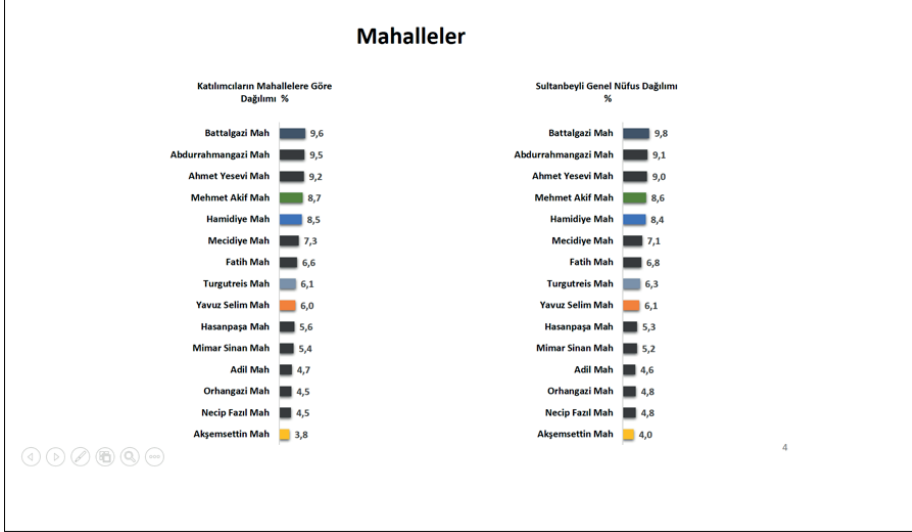 Mahalleler
Katılımcıların Mahallelere Göre
Dağılımı %
Battalgazi Mah 9,6
Abdurrahmangazi Mah 9,5
Ahmet Yesevi Mah 9,2
Mehmet Akif Mah 8,7
Hamidiye Mah 8,5
Mecidiye Mah 7,3
Fatih Mah 6,6
Turgutreis Mah 6,1
Yavuz Selim Mah 6,0
Hasanpaşa Mah 5,6
Mimar Sinan Mah 5,4
Adil Mah 4,7
Orhangazi Mah 4,5
Necip Fazıl Mah 4,5
Akşemsettin Mah 3,8
Sultanbeyli Genel Nüfus Dağılımı
%
Battalgazi Mah 9,8
Abdurrahmangazi Mah 9,1
Ahmet Yesevi Mah 9,0
Mehmet Akif Mah 8,6
Hamidiye Mah 8,4
Mecidiye Mah 7,1
Fatih Mah 6,8
Turgutreis Mah 6,3
Yavuz Selim Mah 6,1
Hasanpaşa Mah 5,3
Mimar Sinan Mah 5,2
Adil Mah 4,6
Orhangazi Mah 4,8
Necip Fazıl Mah 4,8
Akşemsettin Mah 4,0
4